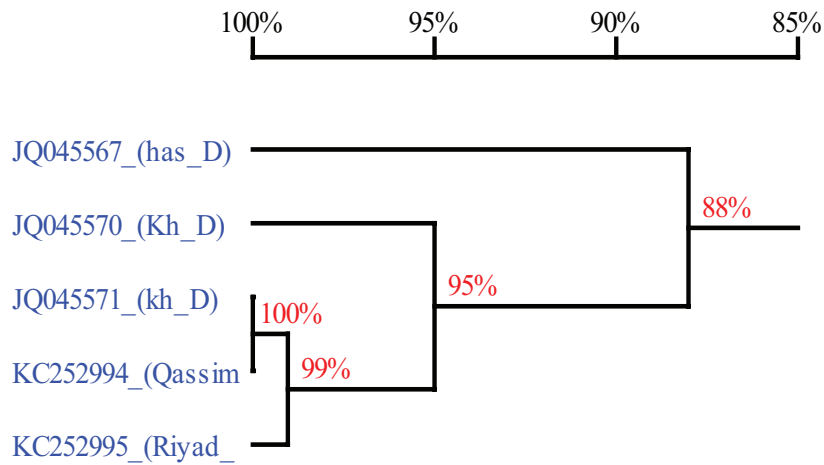 100% 95% 90% 85%
JQ045567_(has_D)
88%
JQ045570_(Kh_D)
95%
JQ045571_(kh_D)
100%
KC252994_(Qassim
99%
KC252995_(Riyad_